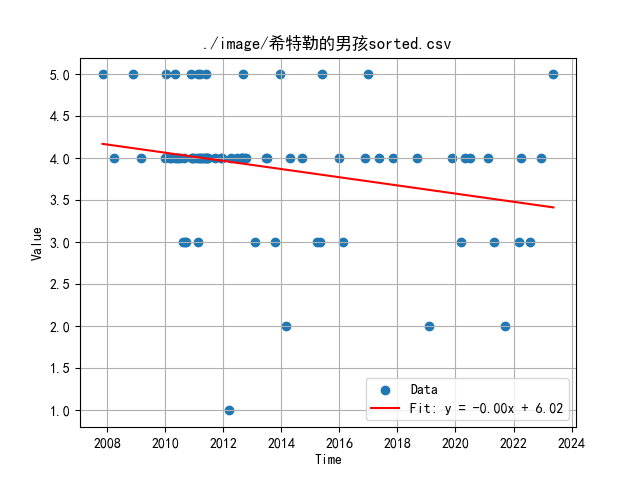 ./image/希特勒的男孩sorted.csv
5.0
4.5
4.0
3.5
3.0
2.5
2.0
1.5
1.0
Value
Data
Fit: y = -0.00x + 6.02
2008 2010 2012 2014 2016 2018 2020 2022 2024
Time